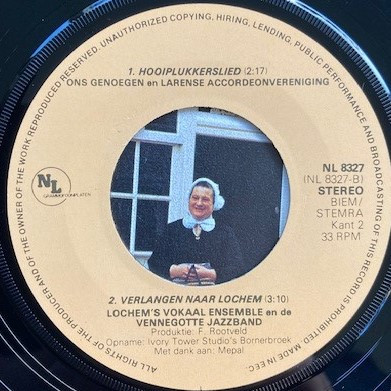 UNAUTHORIZED COPYING, HIRING, LENDING, PUBLIC PERFORMANCE AND BROADCASTING OF THIS RECORD IS PROHIBITED MADE IN EEC.
ALL RIGHTS OF THE PRODUCER AND OF THE OWNER OF THE WORK REPRODUCED RESERVED.
1. HOOIPLUKKERSLIED (2:17)
ONS GENOEGEN en LARENSE ACCORDEONVERENIGING
NL
GRAMMOFOONPLATEN
NL 8327
(NL 8327-B)
STEREO
BIEM/
STEMRA
Kant 2
33 RPM
2. VERLANGEN NAAR LOCHEM (3:10)
LOCHEM'S VOKAAL ENSEMBLE en de
VENNEGOTTE JAZZBAND
Produktie: F. Rootveld
Opname: Ivory Tower Studio's Bornerbroek
Met dank aan: Mepal